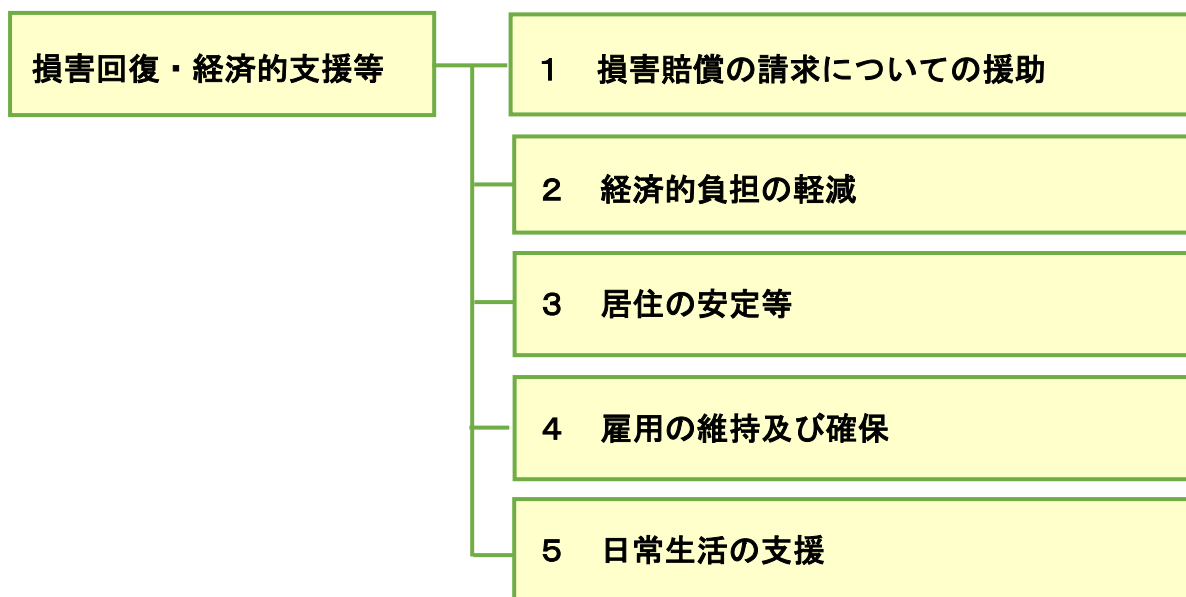 損害回復・経済的支援等
１　損害賠償の請求についての援助
２　経済的負担の軽減
３　居住の安定等
４　雇用の維持及び確保
５　日常生活の支援